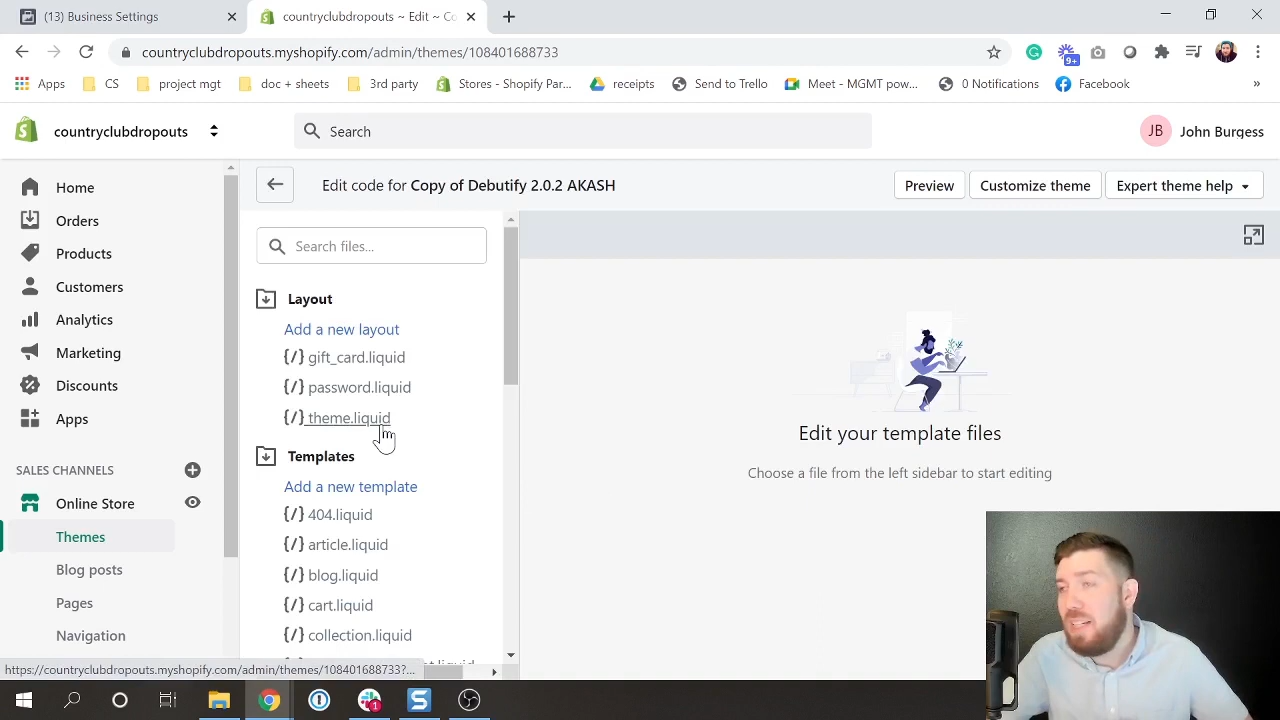 (13) Business Settings
countryclubdropouts ~ Edit ~ Co
countryclubdropouts.myshopify.com/admin/themes/108401688733
9+
Apps
CS
project mgt
doc + sheets
3rd party
Stores - Shopify Par...
receipts
Send to Trello
Meet - MGMT pow...
0 Notifications
Facebook
»
countryclubdropouts
Search
JB
John Burgess
Home
Orders
Products
Customers
Analytics
Marketing
Discounts
Apps
SALES CHANNELS
Online Store
Themes
Blog posts
Pages
Navigation
Edit code for Copy of Debutify 2.0.2 AKASH
Preview
Customize theme
Expert theme help
Search files...
Layout
Add a new layout
{/} gift_card.liquid
{/} password.liquid
{/} theme.liquid
Templates
Add a new template
{/} 404.liquid
{/} article.liquid
{/} blog.liquid
{/} cart.liquid
{/} collection.liquid
Edit your template files
Choose a file from the left sidebar to start editing
https://countryclubdropouts.myshopify.com/admin/themes/108401688733?...
1
S